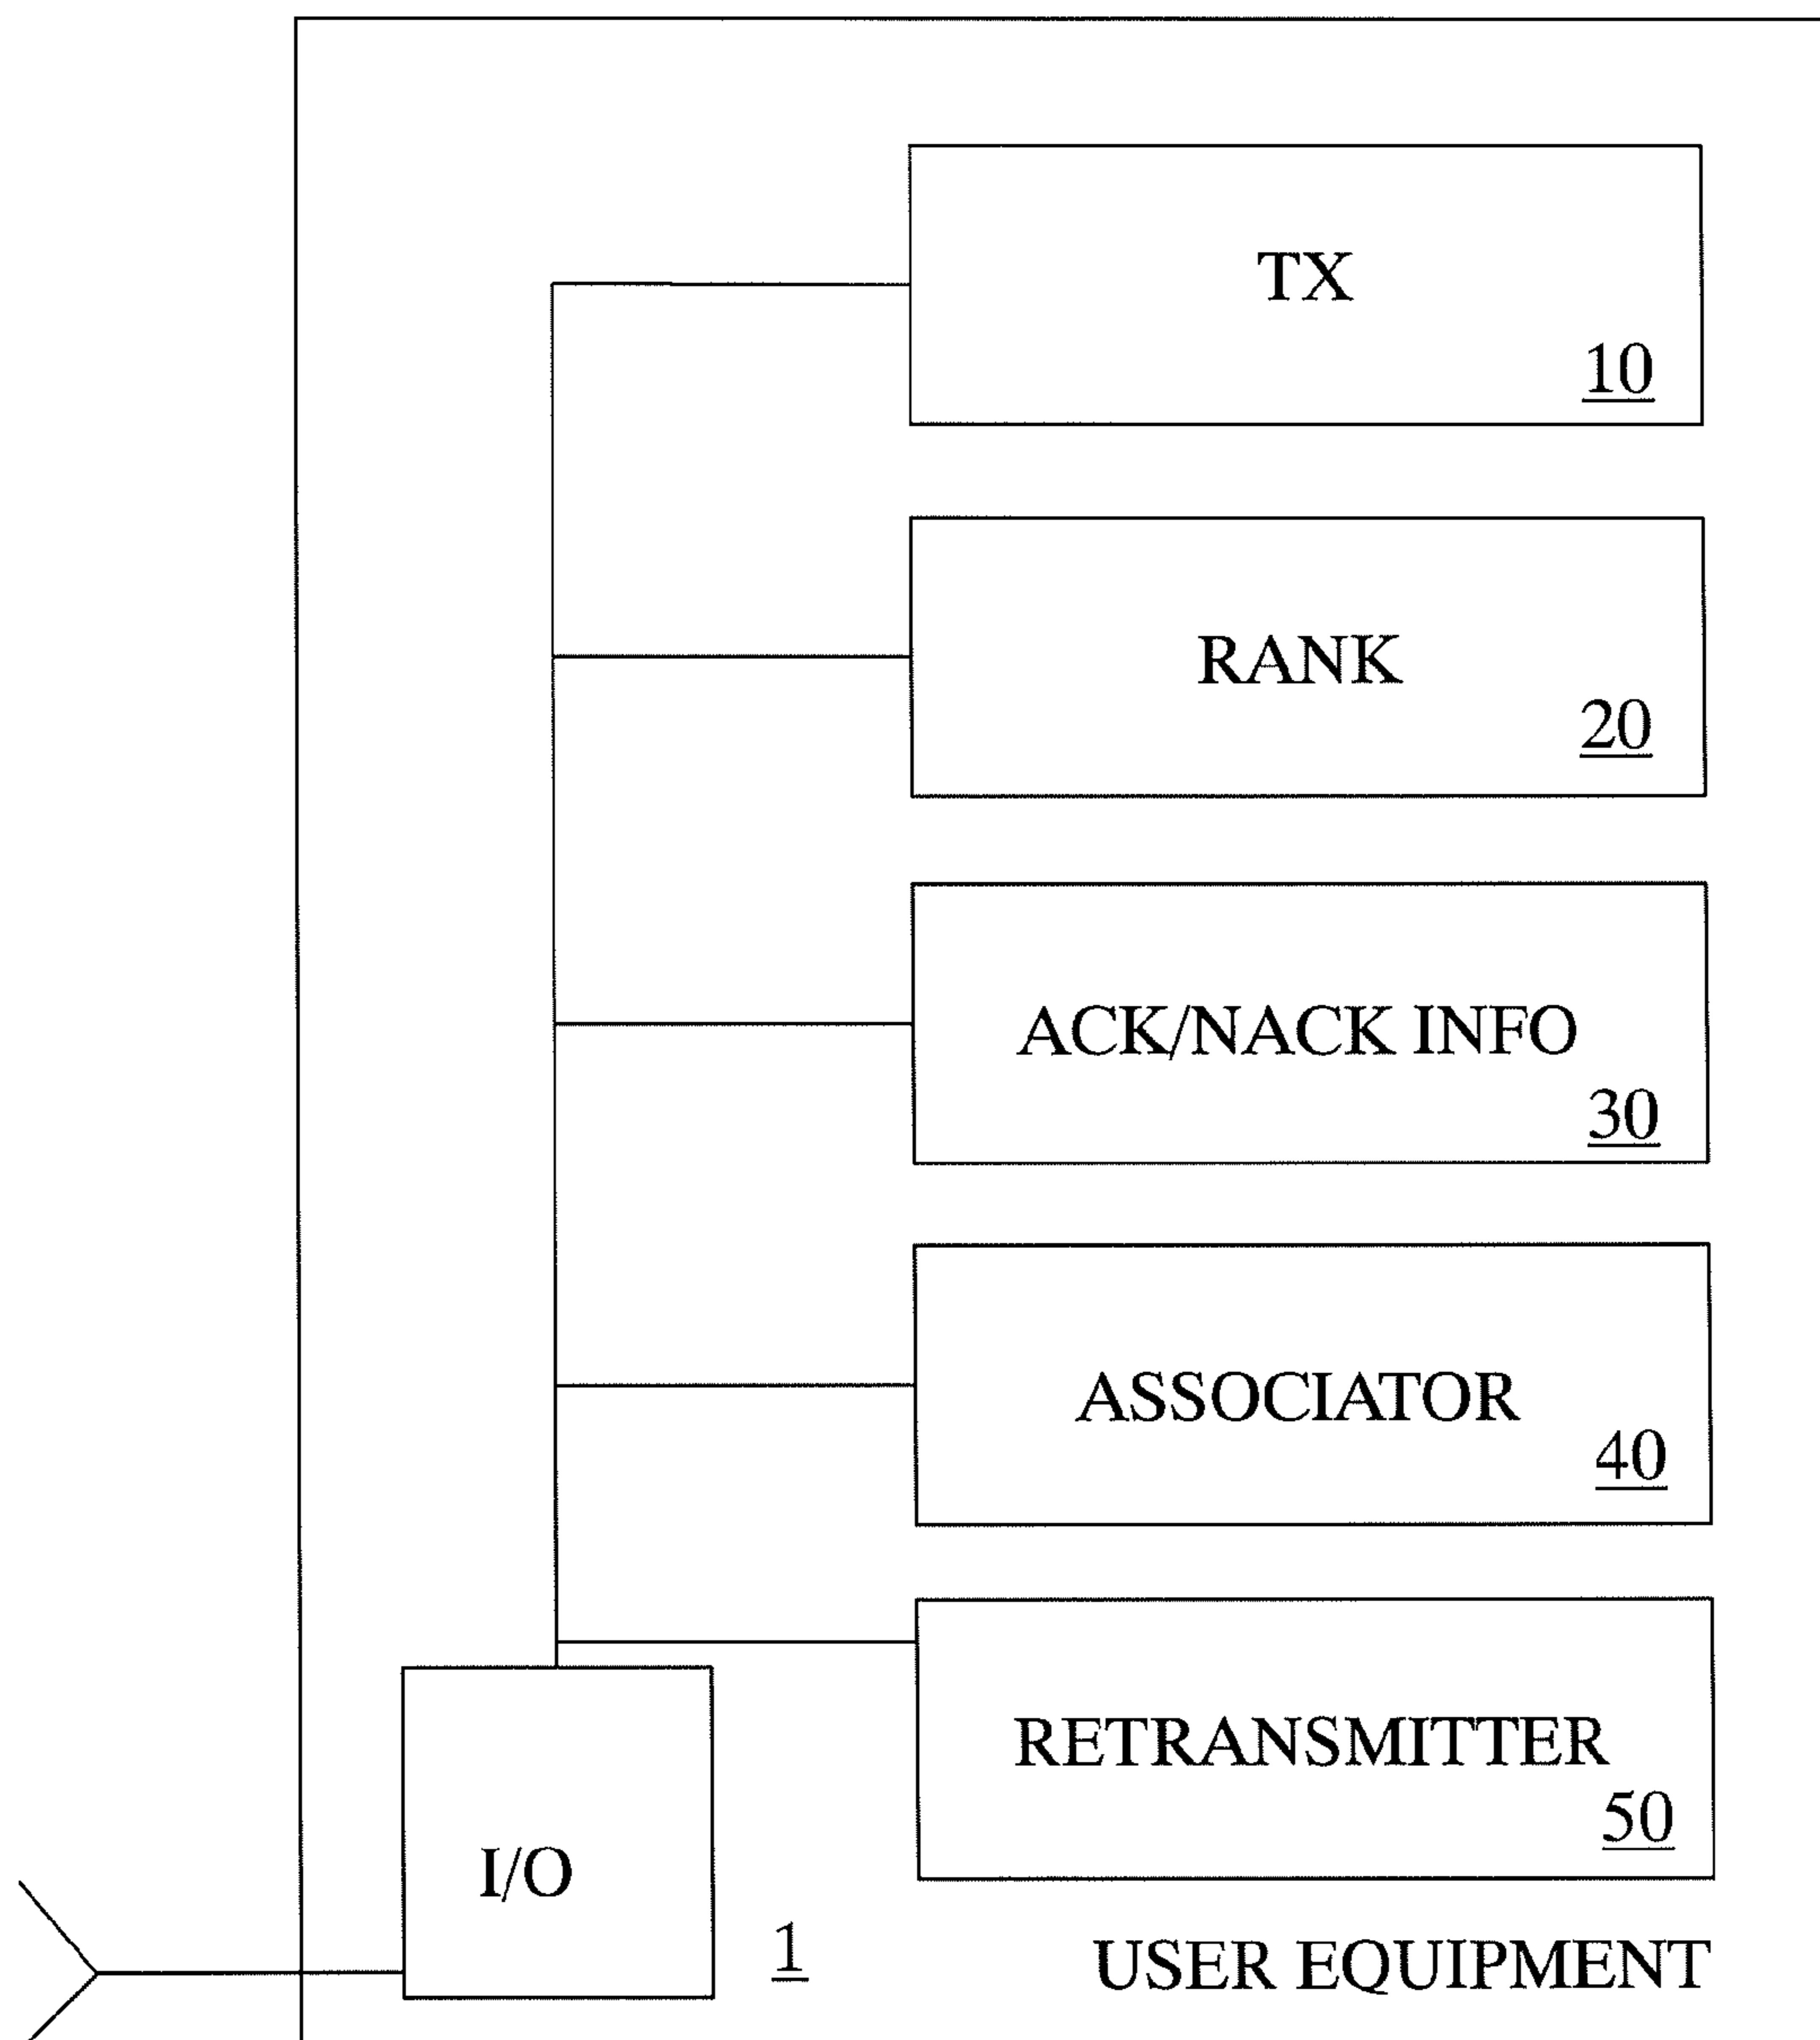 TX
10
RANK
20
ACK/NACK INFO
30
ASSOCIATOR
40
RETRANSMITTER
50
I/O
1
USER EQUIPMENT